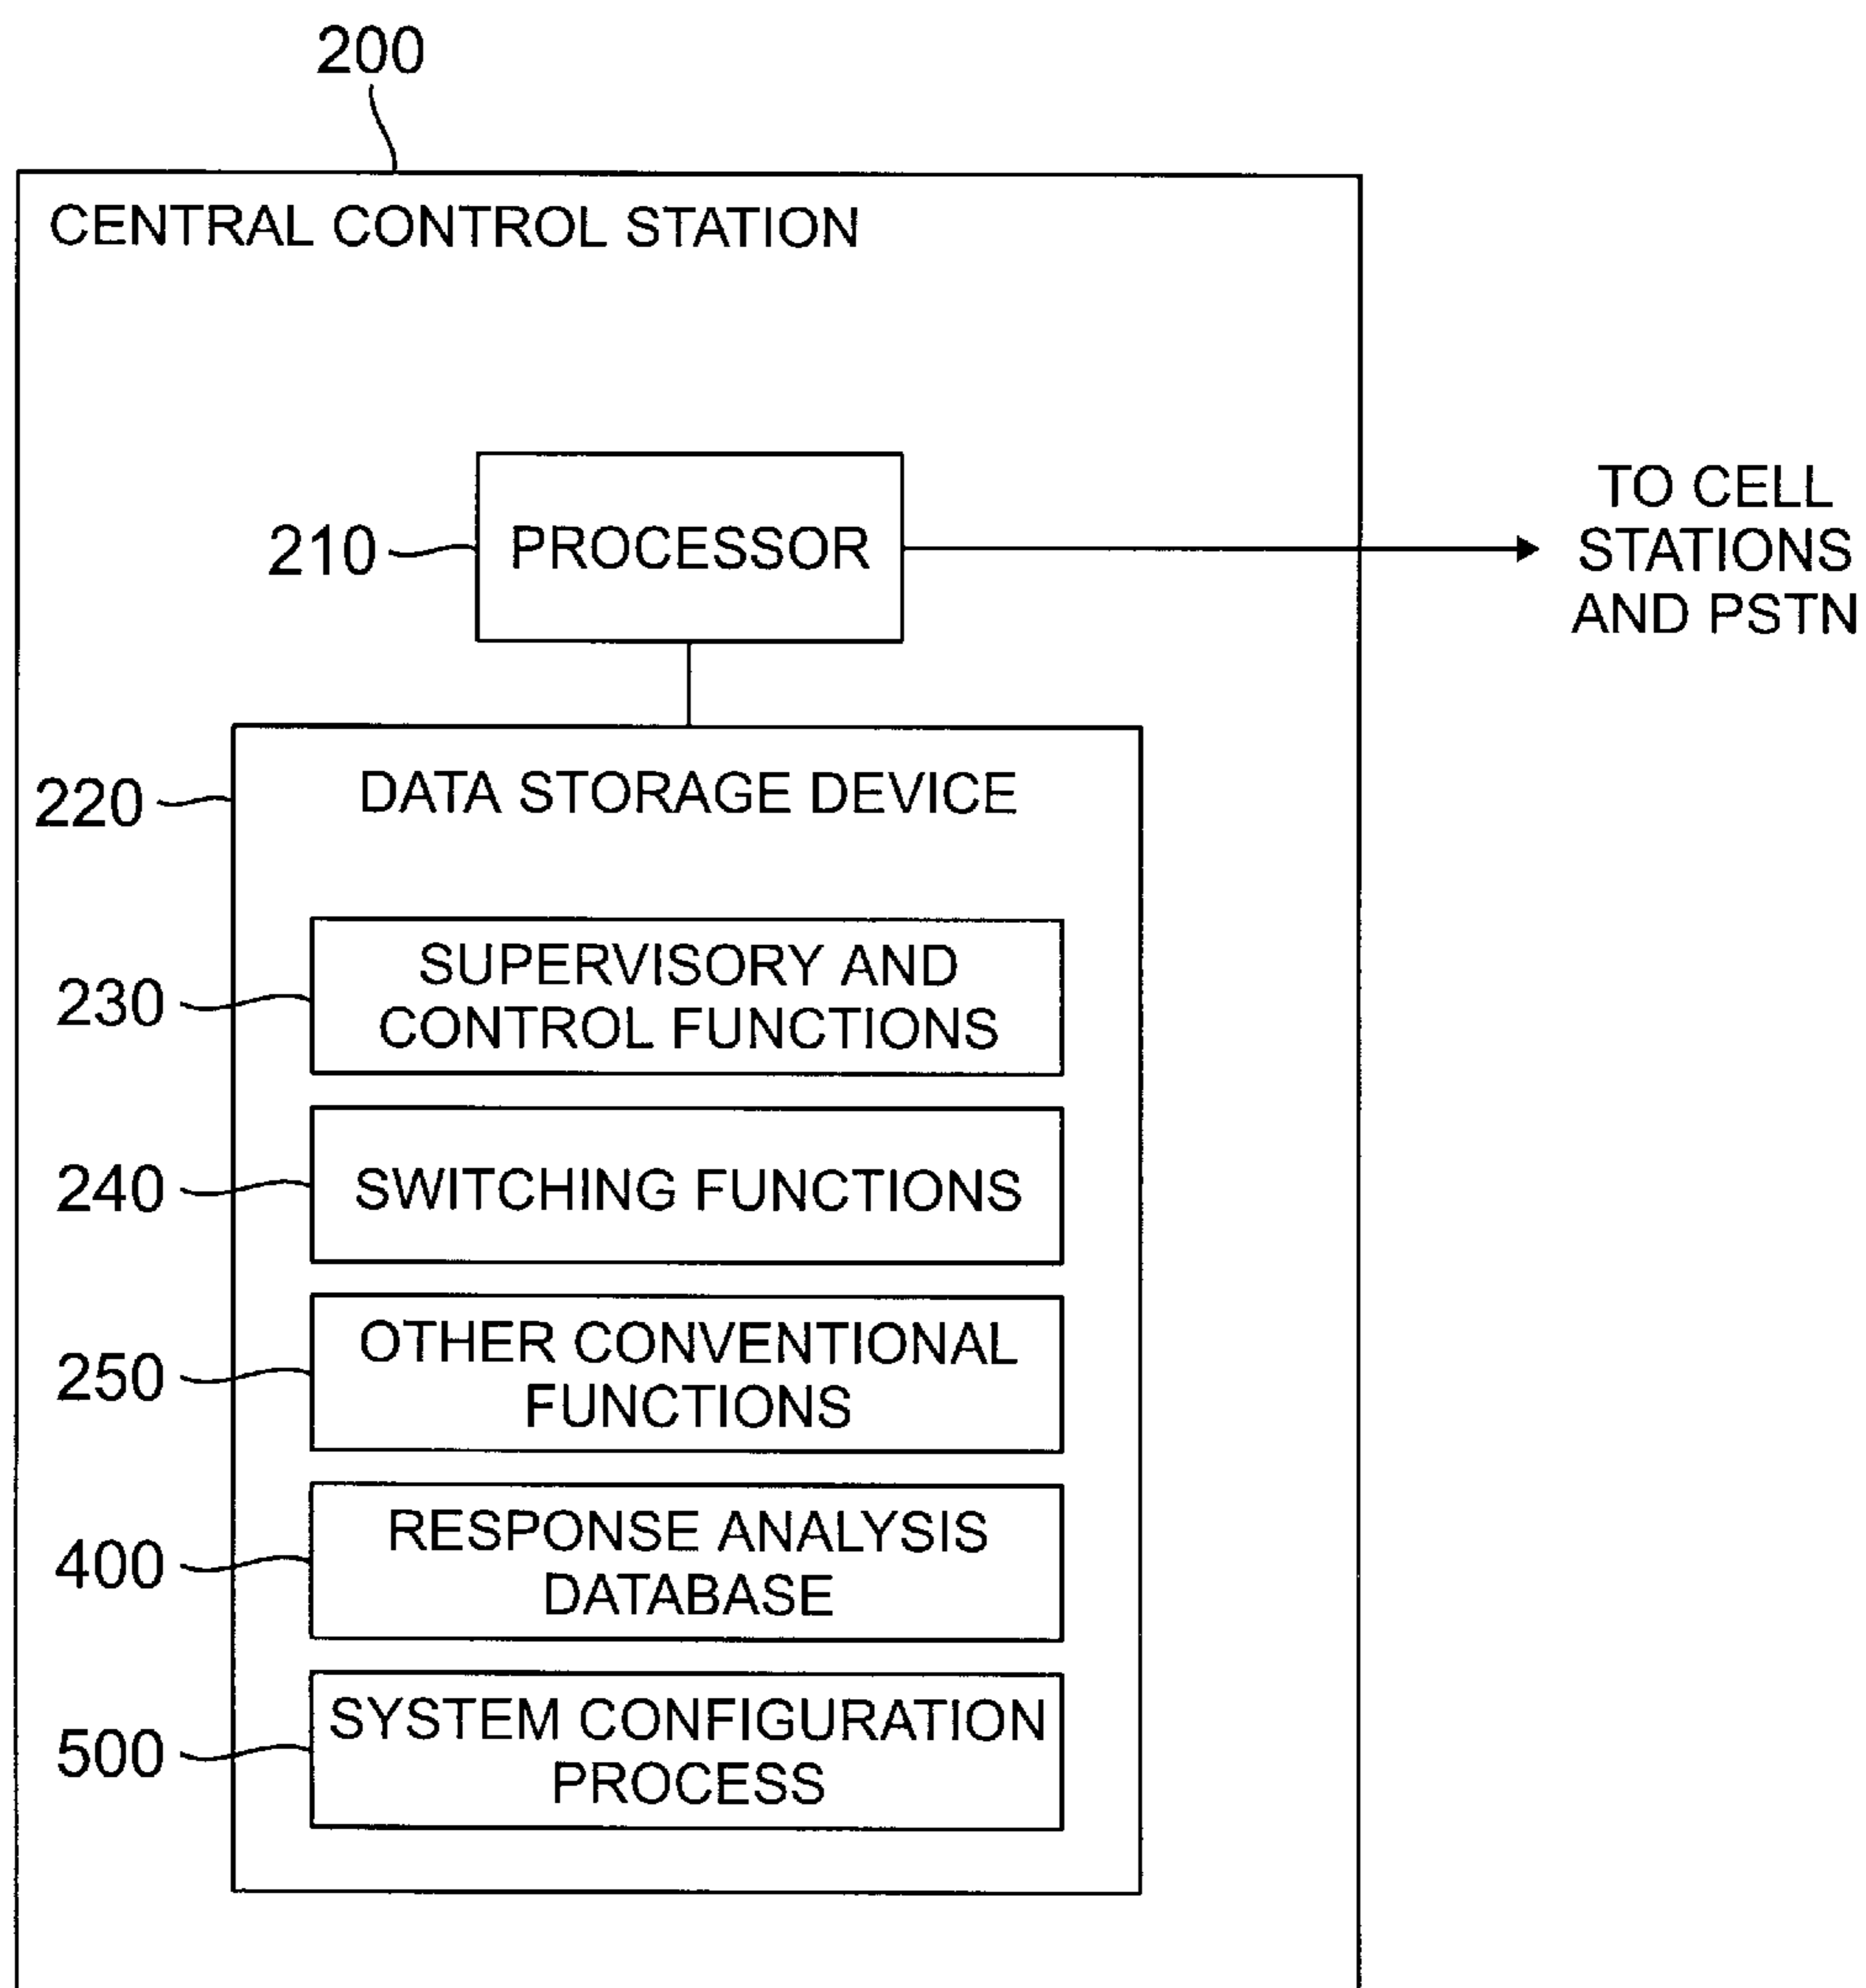 200
CENTRAL CONTROL STATION
210
PROCESSOR
TO CELL
STATIONS
AND PSTN
220
DATA STORAGE DEVICE
230
SUPERVISORY AND
CONTROL FUNCTIONS
240
SWITCHING FUNCTIONS
250
OTHER CONVENTIONAL
FUNCTIONS
400
RESPONSE ANALYSIS
DATABASE
500
SYSTEM CONFIGURATION
PROCESS